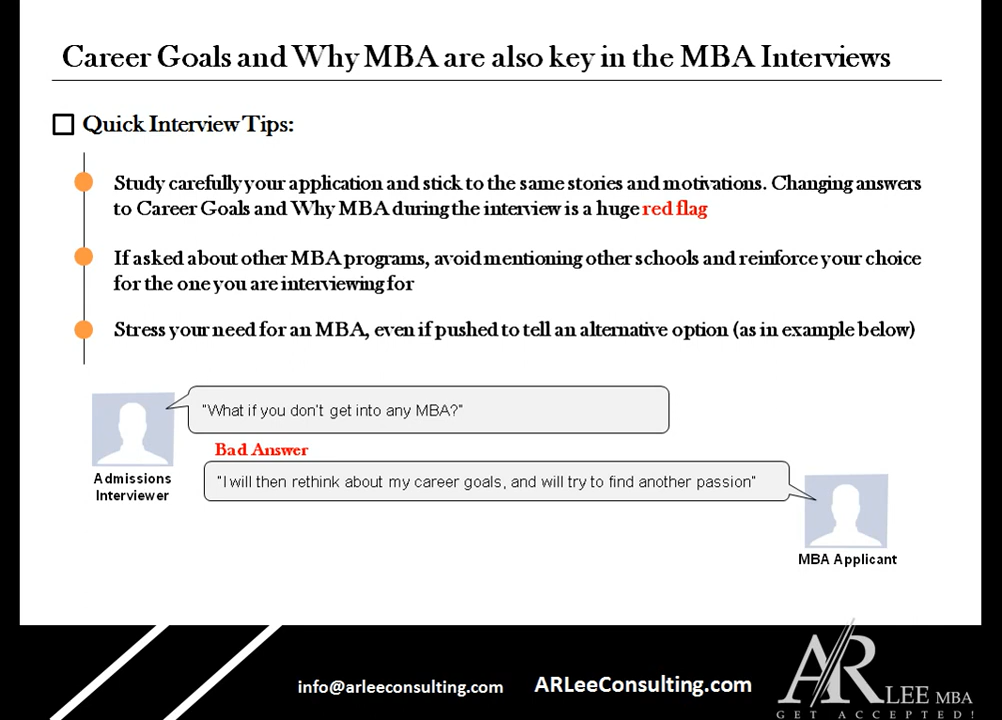 Career Goals and Why MBA are also key in the MBA Interviews
Quick Interview Tips:
Study carefully your application and stick to the same stories and motivations. Changing answers
to Career Goals and Why MBA during the interview is a huge red flag
If asked about other MBA programs, avoid mentioning other schools and reinforce your choice
for the one you are interviewing for
Stress your need for an MBA, even if pushed to tell an alternative option (as in example below)
"What if you don't get into any MBA?"
Bad Answer
Admissions
Interviewer
"I will then rethink about my career goals, and will try to find another passion"
MBA Applicant
info@arleeconsulting.com
ARLeeConsulting.com
AR LEE MBA
GET ACCEPTED!